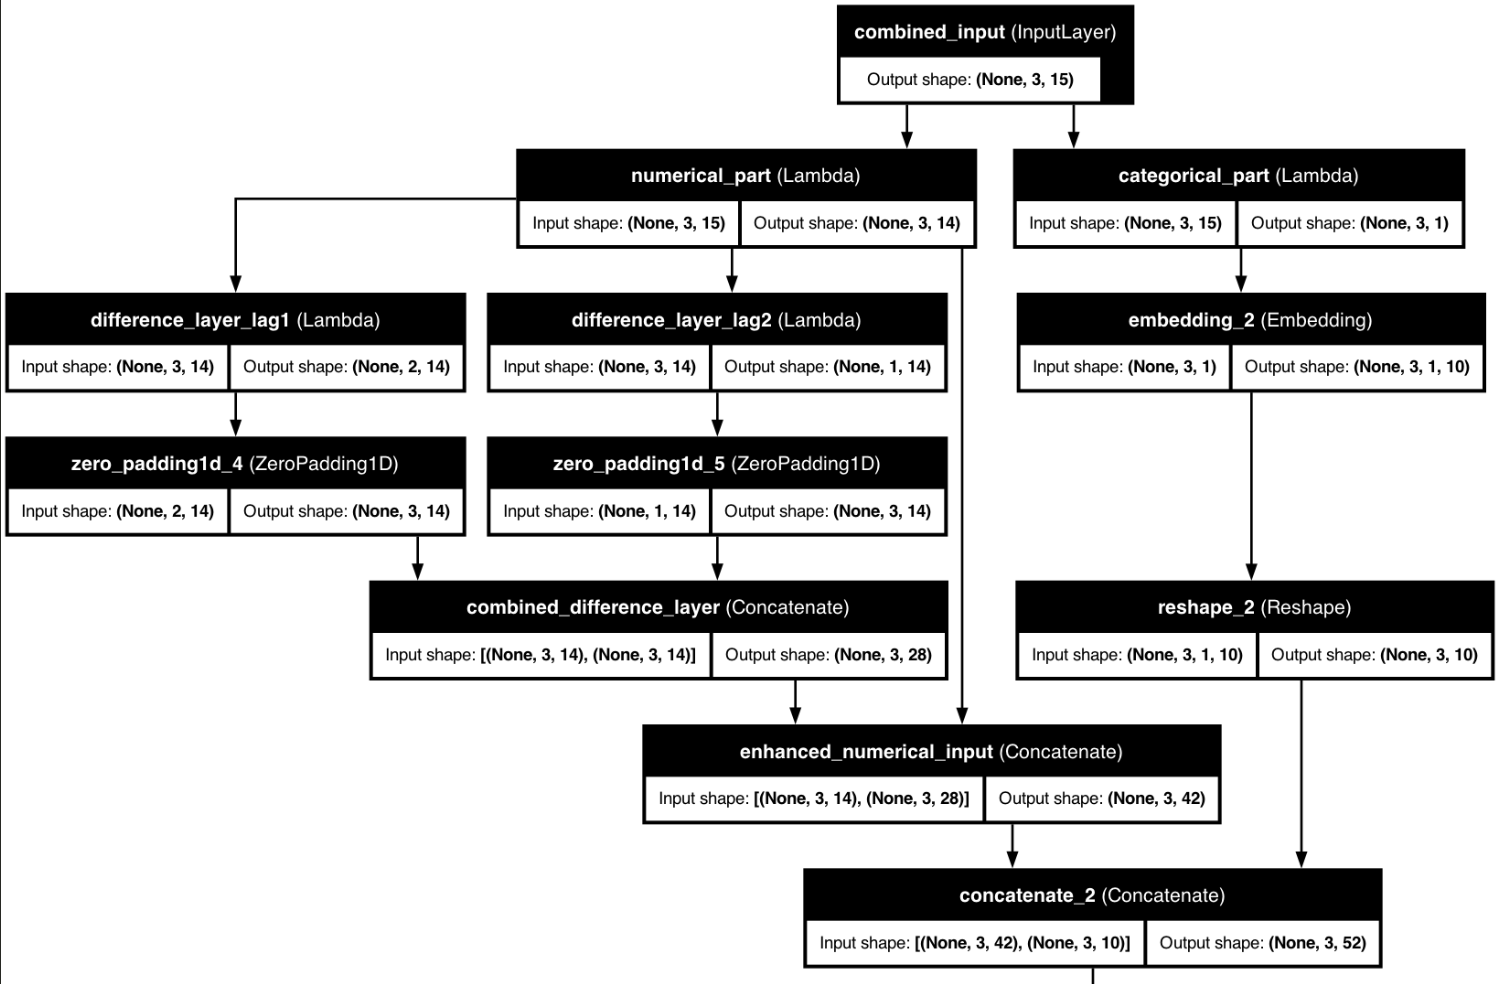 combined_input (InputLayer)
Output shape: (None, 3, 15)
numerical_part (Lambda)
Input shape: (None, 3, 15)
Output shape: (None, 3, 14)
categorical_part (Lambda)
Input shape: (None, 3, 15)
Output shape: (None, 3, 1)
difference_layer_lag1 (Lambda)
Input shape: (None, 3, 14)
Output shape: (None, 2, 14)
difference_layer_lag2 (Lambda)
Input shape: (None, 3, 14)
Output shape: (None, 1, 14)
embedding_2 (Embedding)
Input shape: (None, 3, 1)
Output shape: (None, 3, 1, 10)
zero_padding1d_4 (ZeroPadding1D)
Input shape: (None, 2, 14)
Output shape: (None, 3, 14)
zero_padding1d_5 (ZeroPadding1D)
Input shape: (None, 1, 14)
Output shape: (None, 3, 14)
combined_difference_layer (Concatenate)
Input shape: [(None, 3, 14), (None, 3, 14)]
Output shape: (None, 3, 28)
reshape_2 (Reshape)
Input shape: (None, 3, 1, 10)
Output shape: (None, 3, 10)
enhanced_numerical_input (Concatenate)
Input shape: [(None, 3, 14), (None, 3, 28)]
Output shape: (None, 3, 42)
concatenate_2 (Concatenate)
Input shape: [(None, 3, 42), (None, 3, 10)]
Output shape: (None, 3, 52)